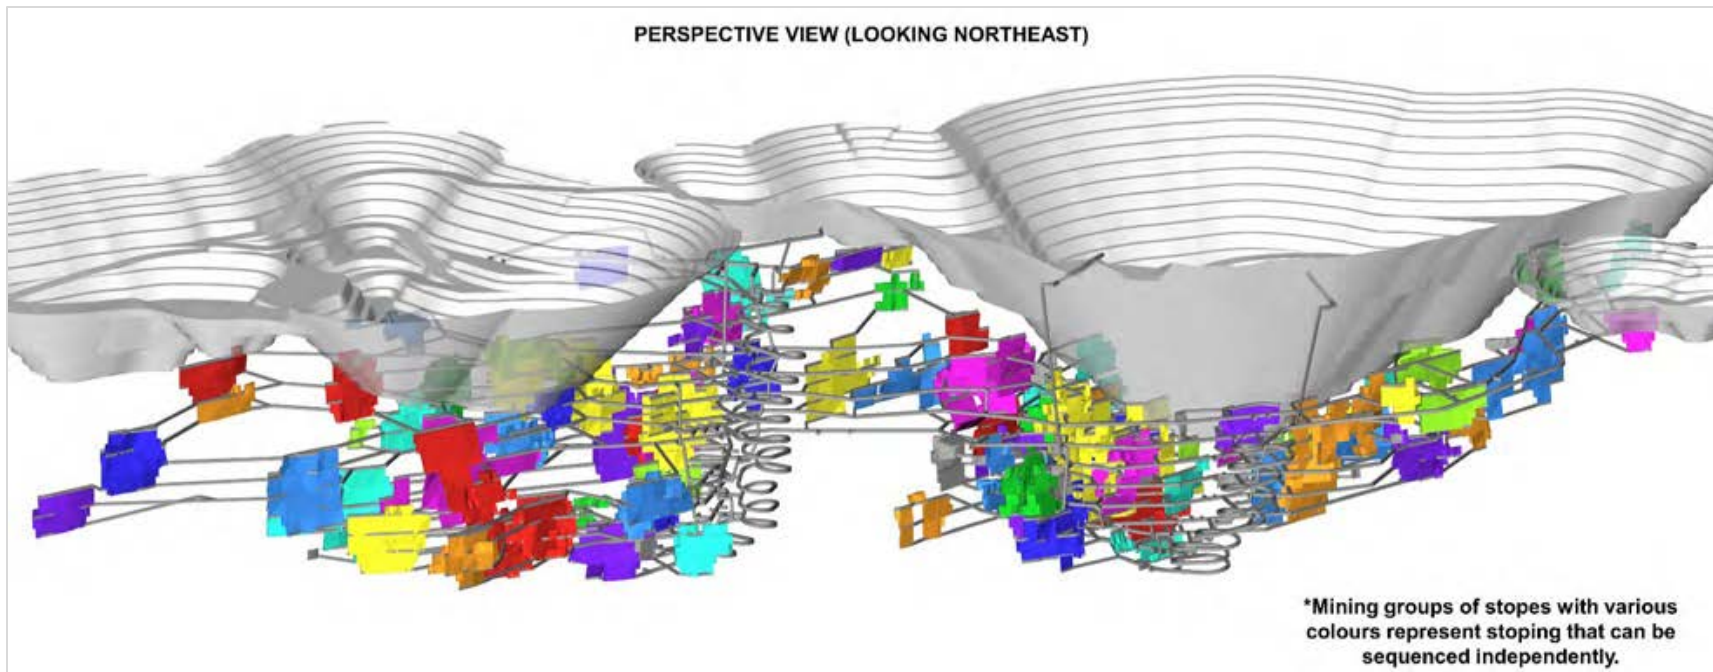 PERSPECTIVE VIEW (LOOKING NORTHEAST)
*Mining groups of stopes with various
colours represent stoping that can be
sequenced independently.